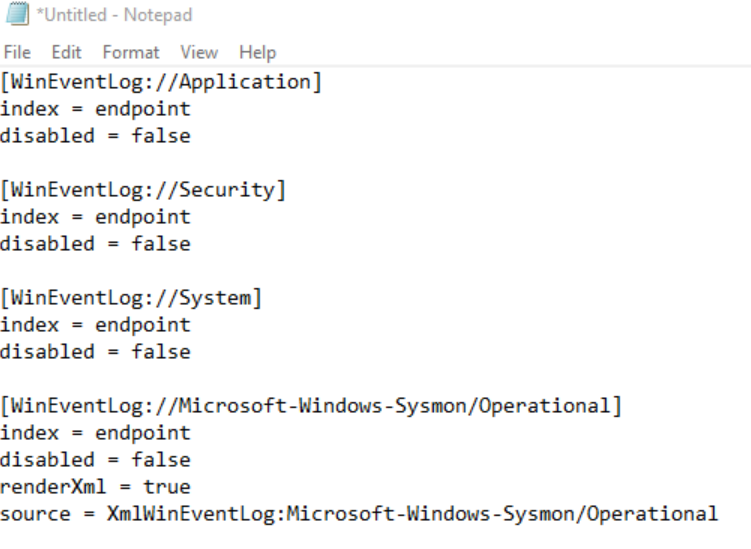 *Untitled - Notepad
File Edit Format View Help
[WinEventLog://Application]
index = endpoint
disabled = false
[WinEventLog://Security]
index = endpoint
disabled = false
[WinEventLog://System]
index = endpoint
disabled = false
[WinEventLog://Microsoft-Windows-Sysmon/Operational]
index = endpoint
disabled = false
renderXml = true
source = XmlWinEventLog:Microsoft-Windows-Sysmon/Operational